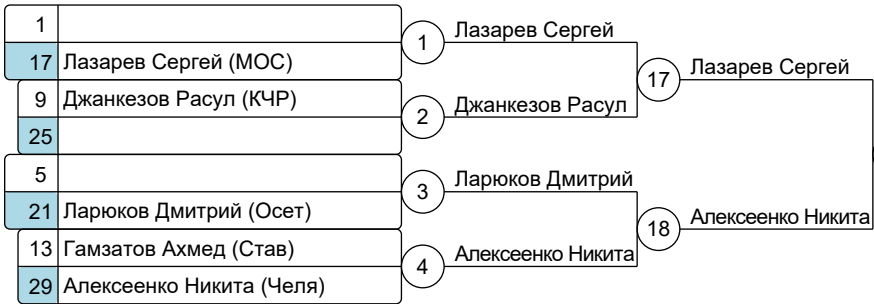 1
17 Лазарев Сергей (МОС)
9 Джанкезов Расул (КЧР)
25
5
21 Ларюков Дмитрий (Осет)
13 Гамзатов Ахмед (Став)
29 Алексеенко Никита (Челя)
1 Лазарев Сергей
2 Джанкезов Расул
3 Ларюков Дмитрий
4 Алексеенко Никита
17 Лазарев Сергей
18 Алексеенко Никита